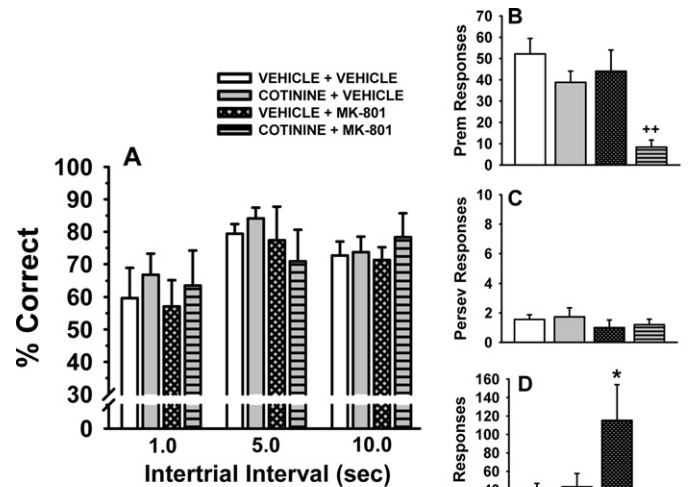 VEHICLE + VEHICLE
COTININE + VEHICLE
VEHICLE + MK-801
COTININE + MK-801
A
100
90
80
70
60
50
40
30
0
% Correct
1.0 5.0 10.0
Intertrial Interval (sec)
B
70
60
50
40
30
20
10
0
Prem Responses
++
C
10
8
6
4
2
0
Persev Responses
D
160
140
120
100
80
60
Responses
*